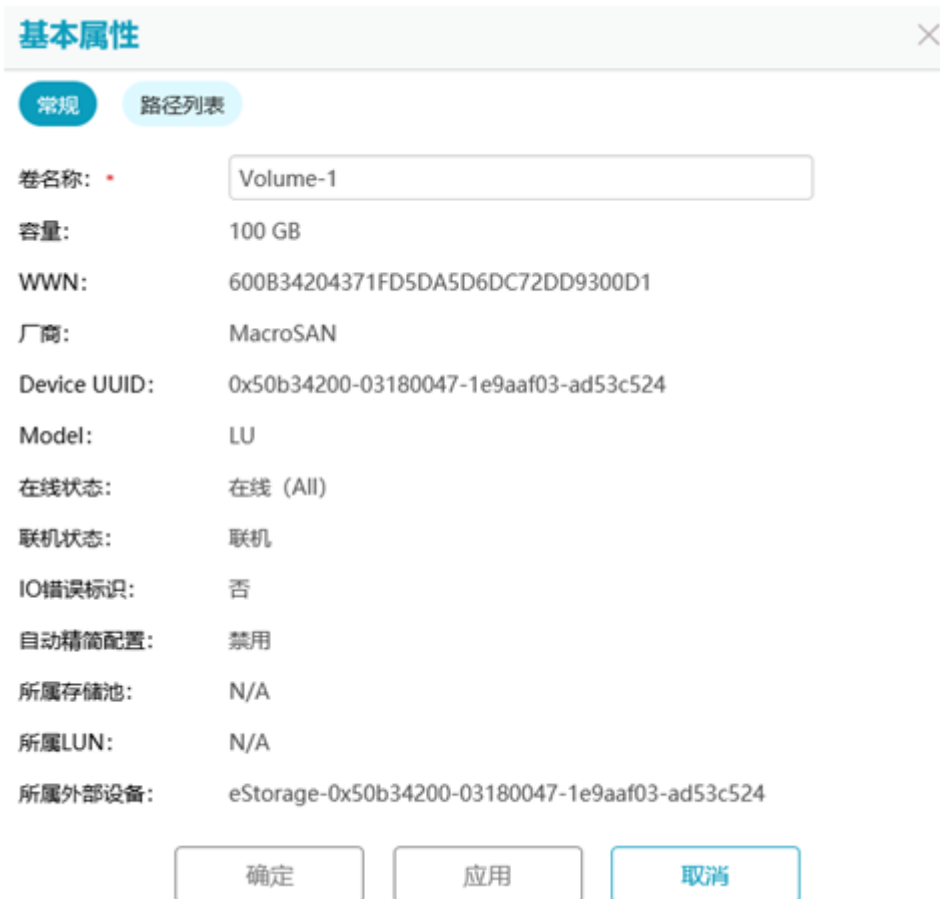 基本属性
常规 路径列表
卷名称： * Volume-1
容量： 100 GB
WWN： 600B34204371FD5DA5D6DC72DD9300D1
厂商： MacroSAN
Device UUID： 0x50b34200-03180047-1e9aaf03-ad53c524
Model： LU
在线状态： 在线（All）
联机状态： 联机
IO错误标识： 否
自动精简配置： 禁用
所属存储池： N/A
所属LUN： N/A
所属外部设备： eStorage-0x50b34200-03180047-1e9aaf03-ad53c524
确定 应用 取消